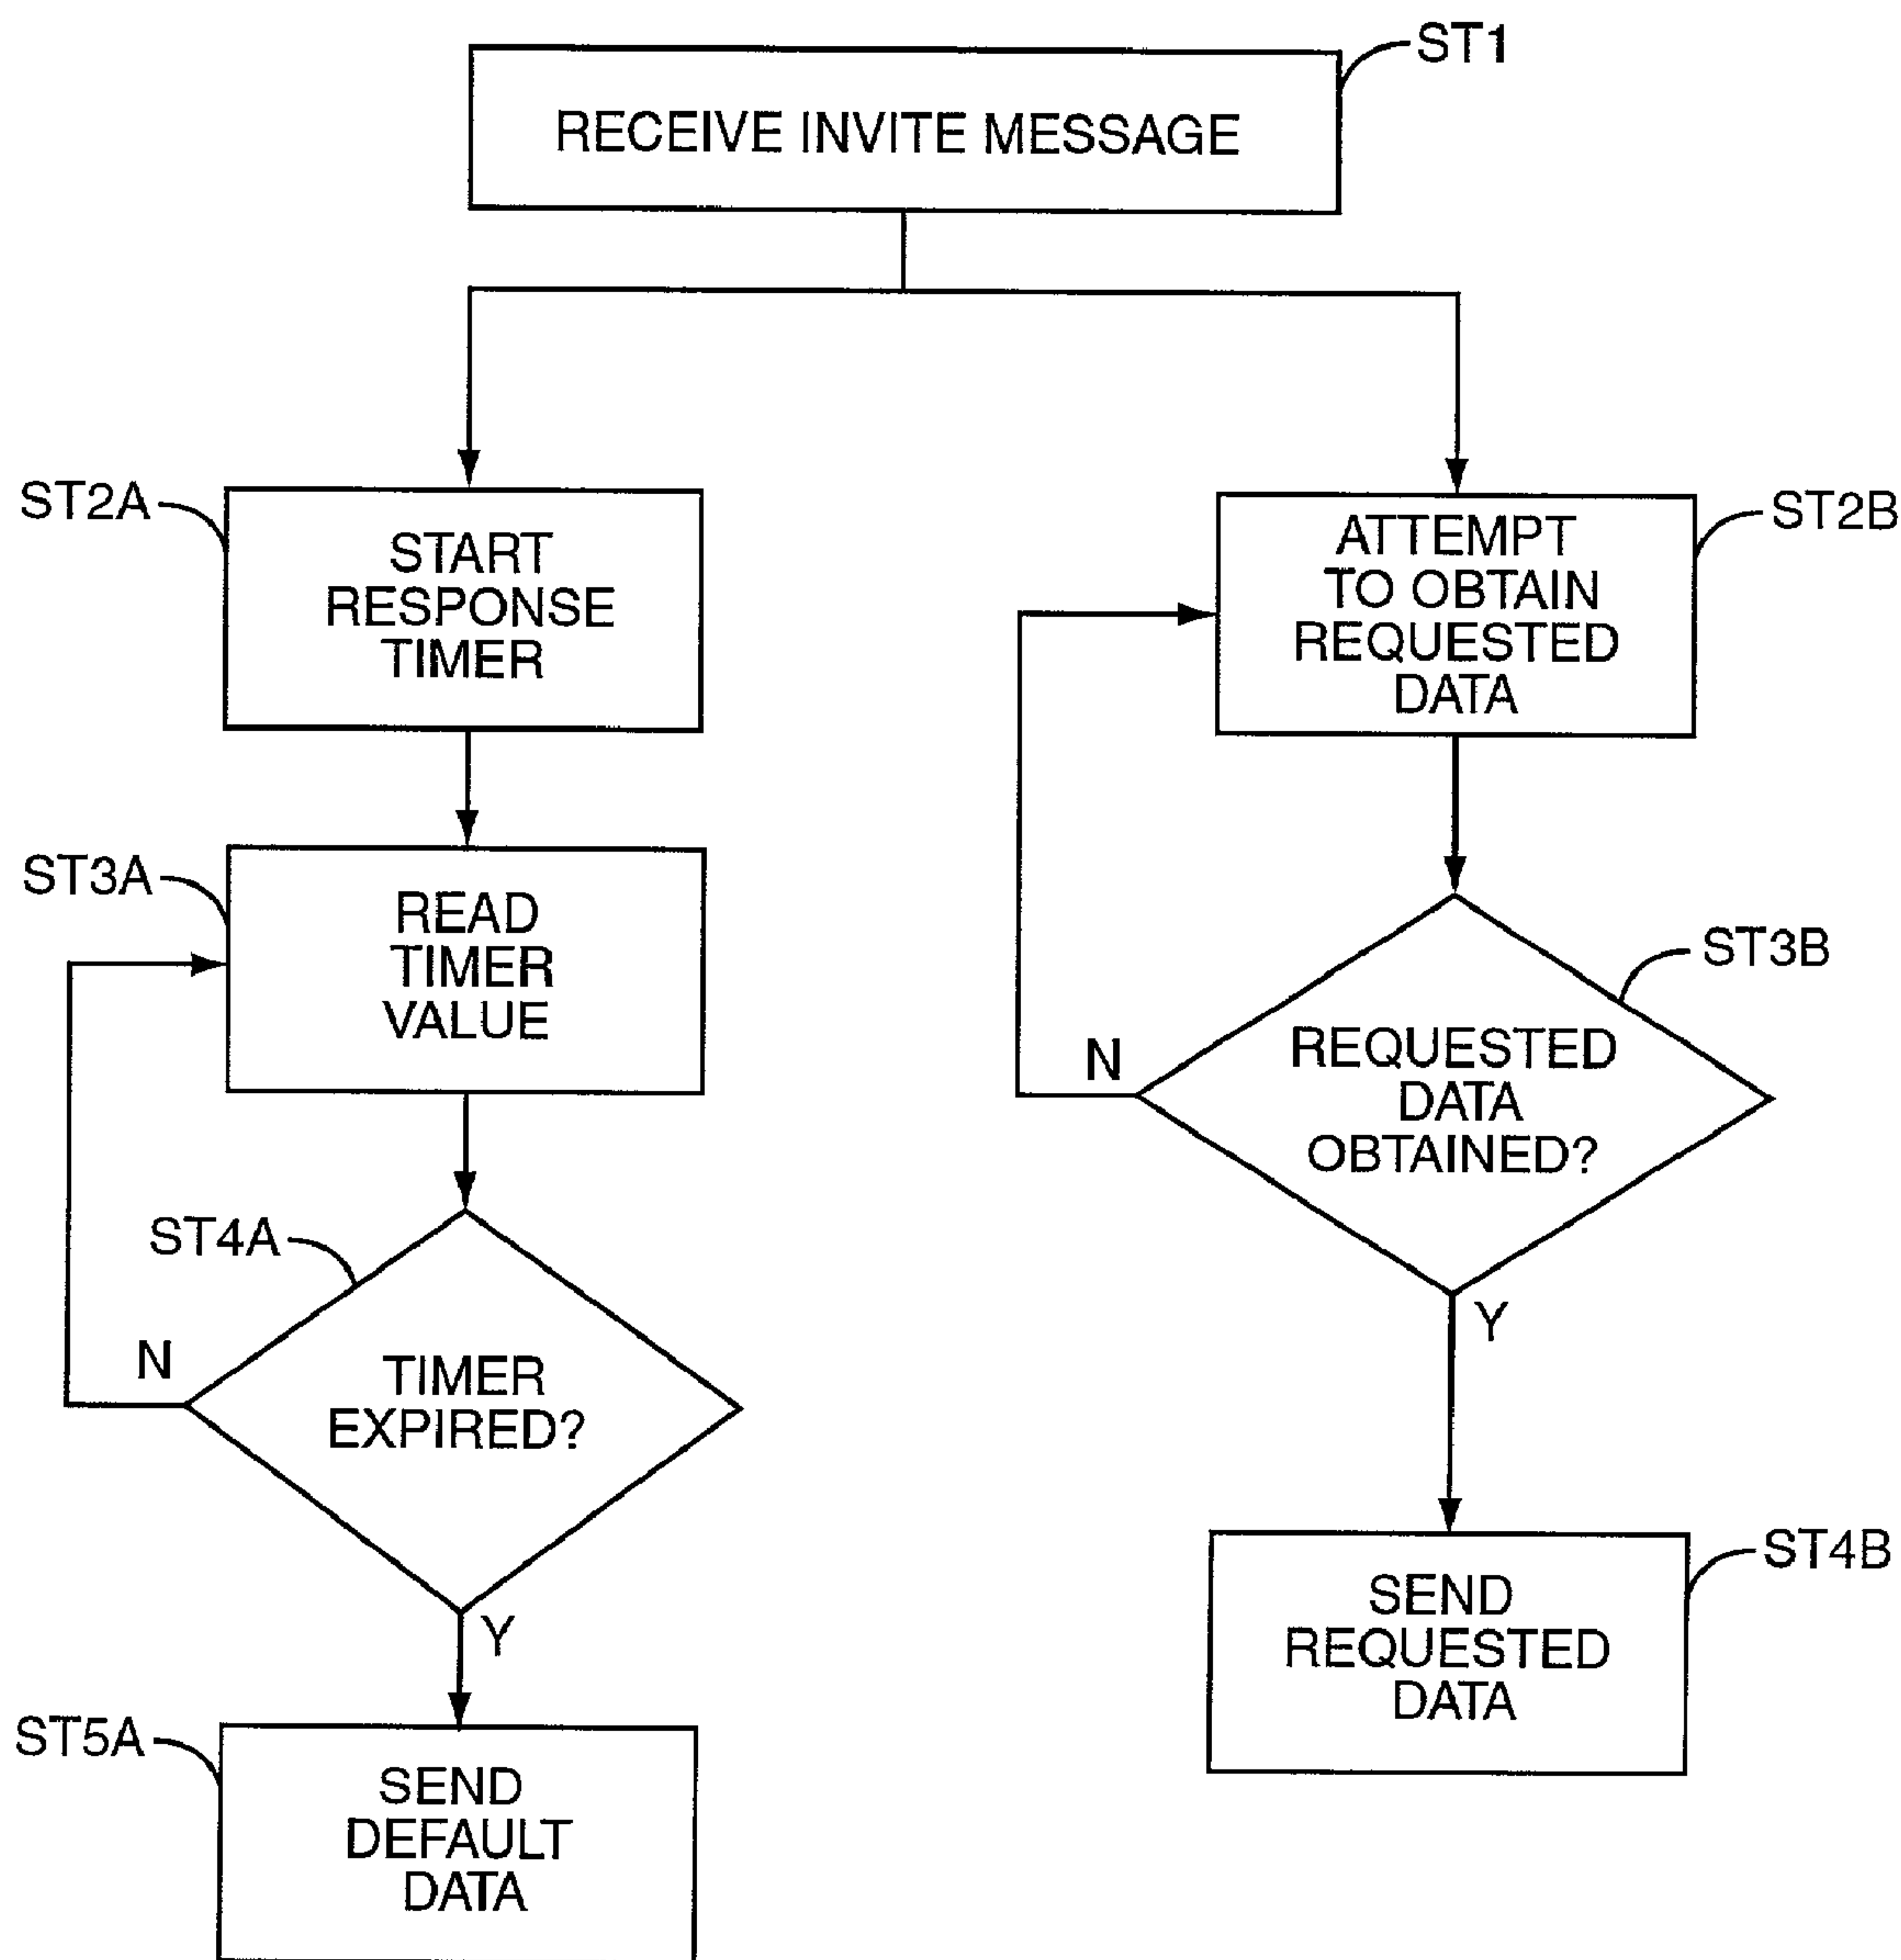 ST1
RECEIVE INVITE MESSAGE
ST2A
START
RESPONSE
TIMER
ST2B
ATTEMPT
TO OBTAIN
REQUESTED
DATA
ST3A
READ
TIMER
VALUE
ST3B
N
REQUESTED
DATA
OBTAINED?
Y
ST4A
N
TIMER
EXPIRED?
Y
ST4B
SEND
REQUESTED
DATA
ST5A
SEND
DEFAULT
DATA